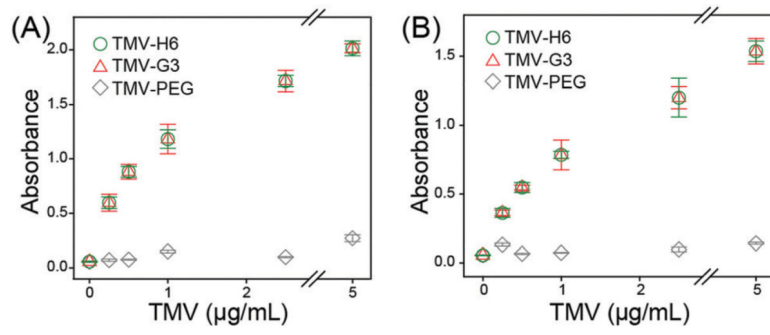 (A)
TMV-H6
TMV-G3
TMV-PEG
Absorbance
2.0
1.5
1.0
0.5
0.0
0 1 2 5
TMV (μg/mL)
(B)
TMV-H6
TMV-G3
TMV-PEG
Absorbance
1.5
1.0
0.5
0.0
0 1 2 5
TMV (μg/mL)